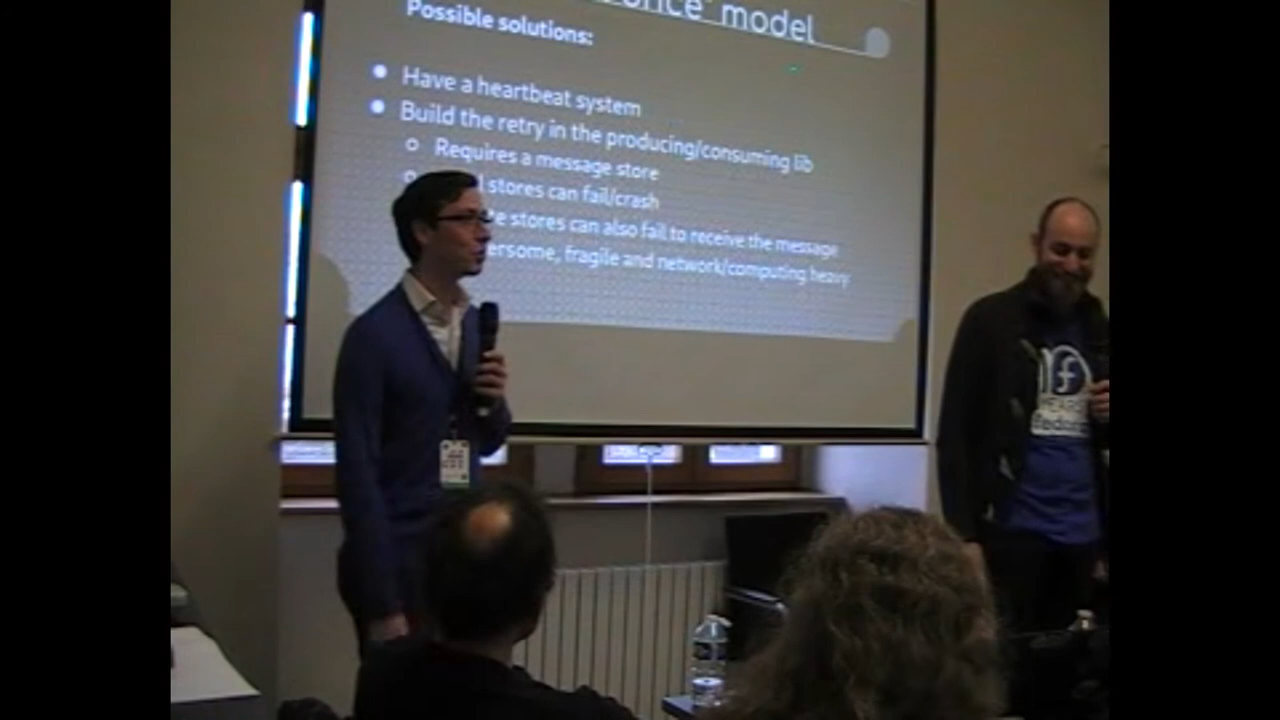 model
Possible solutions:
Have a heartbeat system
Build the retry in the producing/consuming lib
Requires a message store
stores can fail/crash
stores can also fail to receive the message
fragile and network/computing heavy